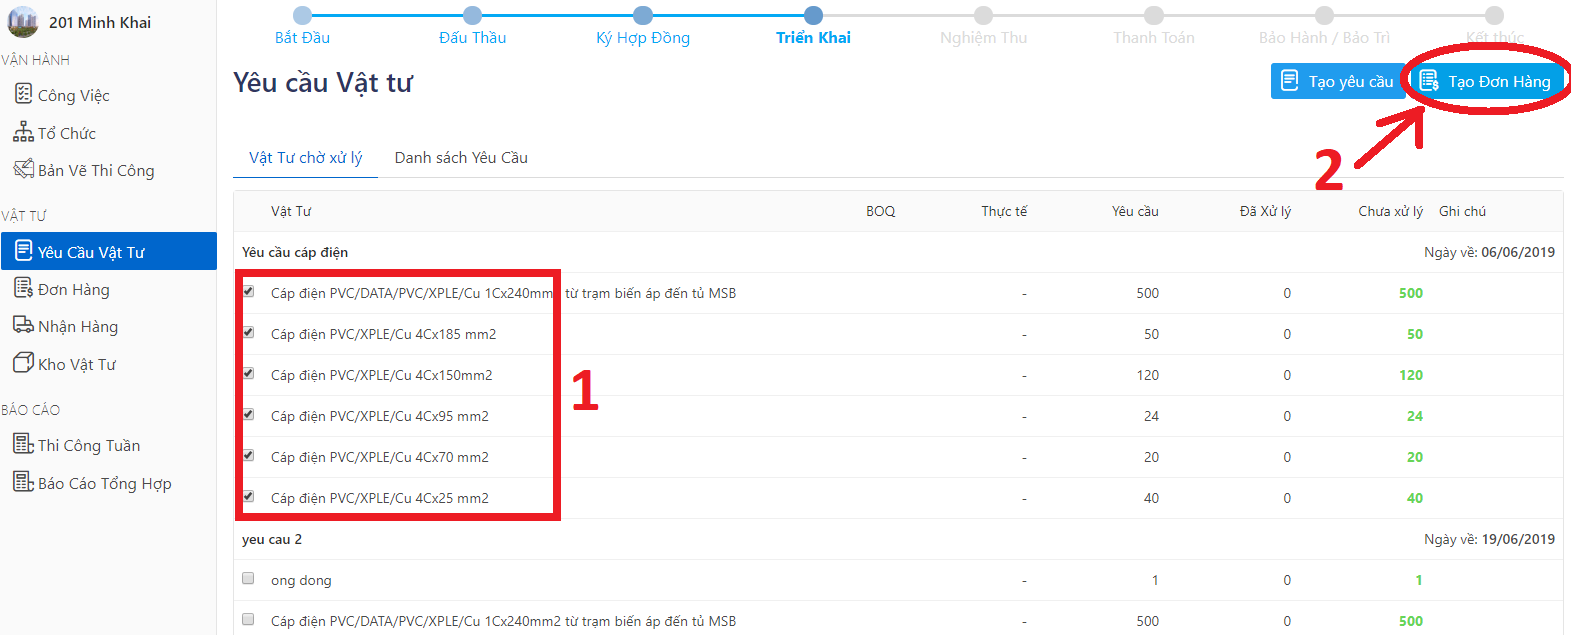 201 Minh Khai
Bắt Đầu
Đấu Thầu
Ký Hợp Đồng
Triển Khai
Nghiệm Thu
Thanh Toán
Bảo Hành / Bảo Trì
Kết thúc
VẬN HÀNH
Công Việc
Tổ Chức
Bản Vẽ Thi Công
VẬT TƯ
Yêu Cầu Vật Tư
Đơn Hàng
Nhận Hàng
Kho Vật Tư
BÁO CÁO
Thi Công Tuần
Báo Cáo Tổng Hợp
Yêu cầu Vật tư
Tạo yêu cầu
Tạo Đơn Hàng
2
Vật Tư chờ xử lý Danh sách Yêu Cầu
Vật Tư BOQ Thực tế Yêu cầu Đã Xử lý Chưa xử lý Ghi chú
Yêu cầu cáp điện Ngày về: 06/06/2019
Cáp điện PVC/DATA/PVC/XPLE/Cu 1Cx240mm từ trạm biến áp đến tủ MSB - 500 0 500
Cáp điện PVC/XPLE/Cu 4Cx185 mm2 - 50 0 50
Cáp điện PVC/XPLE/Cu 4Cx150mm2 - 120 0 120
1
Cáp điện PVC/XPLE/Cu 4Cx95 mm2 - 24 0 24
Cáp điện PVC/XPLE/Cu 4Cx70 mm2 - 20 0 20
Cáp điện PVC/XPLE/Cu 4Cx25 mm2 - 40 0 40
yeu cau 2 Ngày về: 19/06/2019
ong dong - 1 0 1
Cáp điện PVC/DATA/PVC/XPLE/Cu 1Cx240mm2 từ trạm biến áp đến tủ MSB - 500 0 500